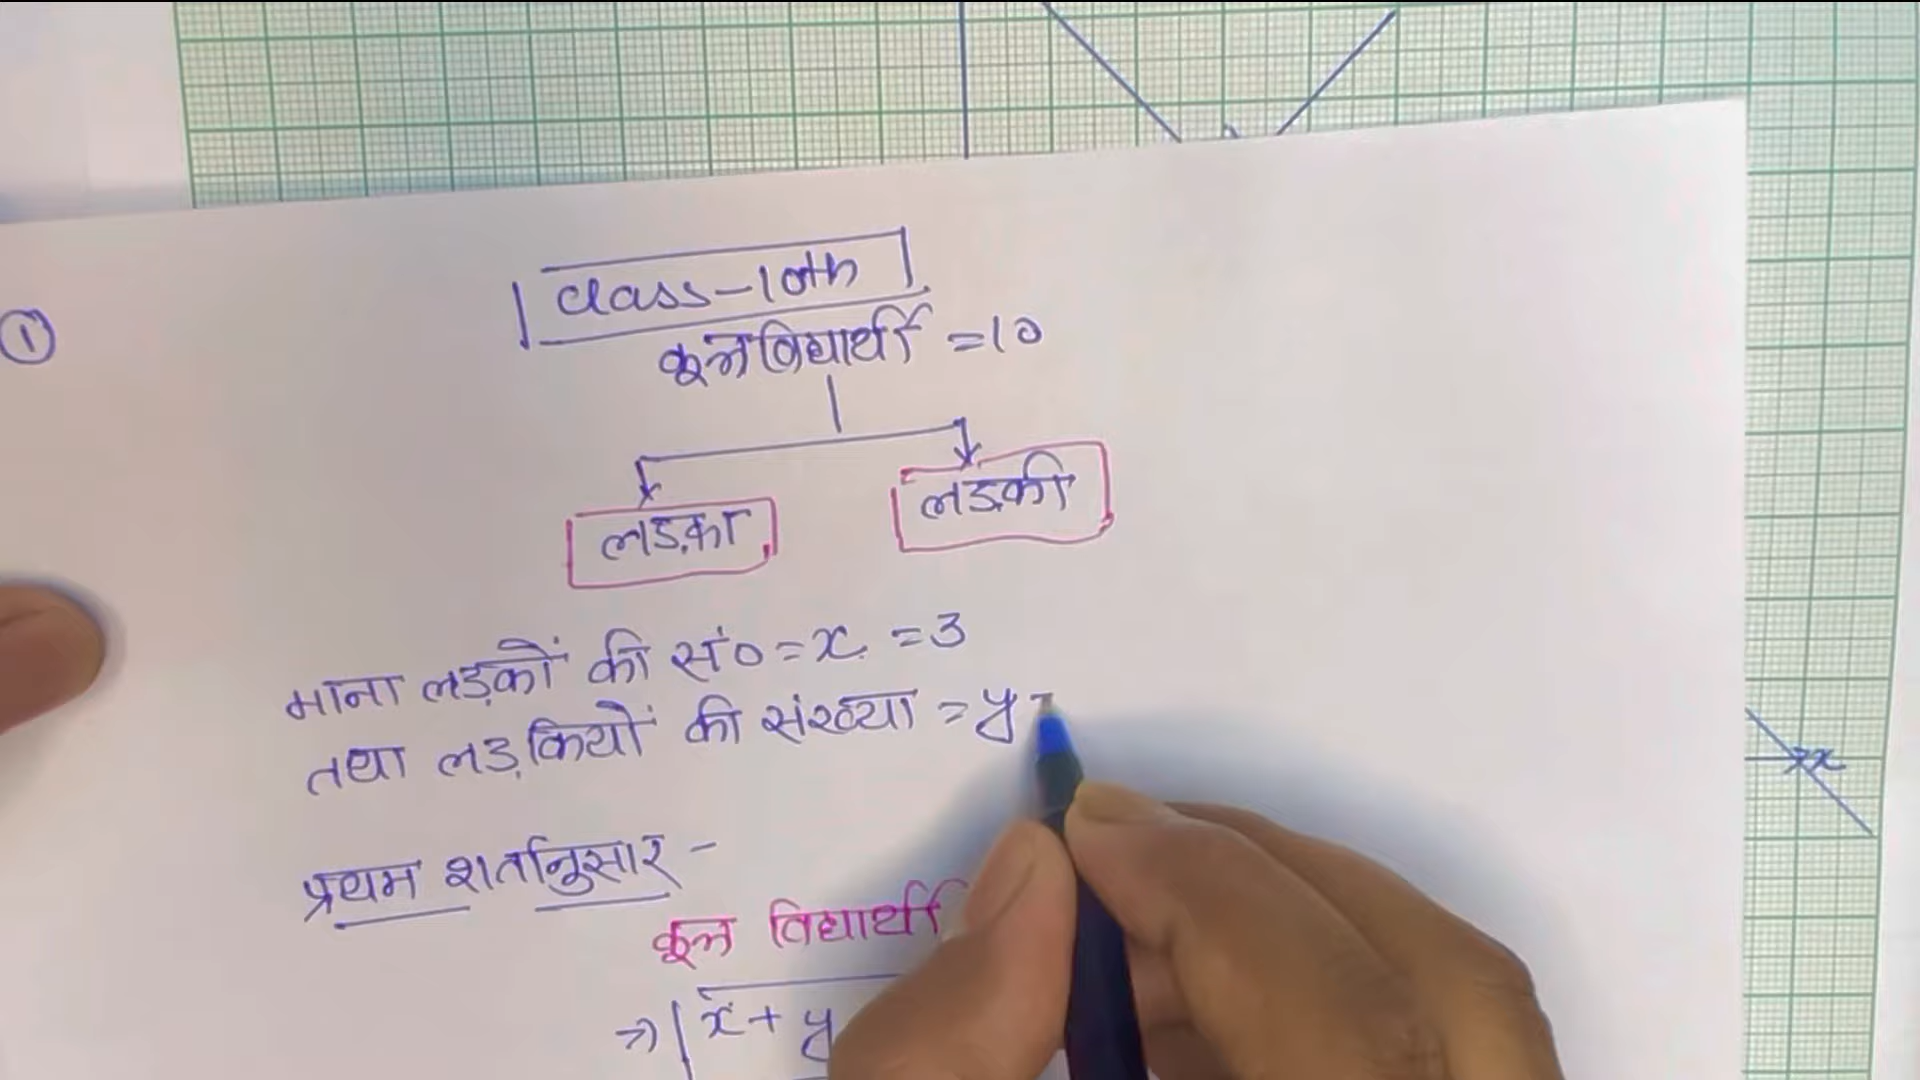 ①
Class-10th
कुल विद्यार्थी =10
लड़का
लड़की
माना लड़कों की सं० = x = 3
तथा लड़कियों की संख्या = y =
प्रथम शर्तानुसार -
कुल विद्यार्थी
⇒ x + y
x